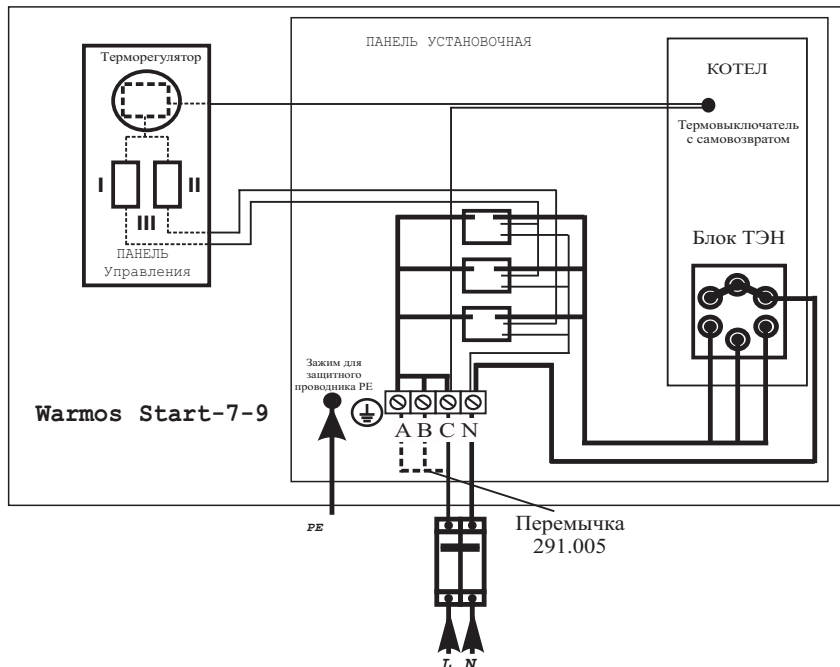 ПАНЕЛЬ УСТАНОВОЧНАЯ
Терморегулятор
I
II
III
ПАНЕЛЬ
Управления
КОТЕЛ
Термовыключатель
с самовозвратом
Блок ТЭН
Зажим для
защитного
проводника PE
Warmos Start-7-9
A B C N
PE
Перемычка
291.005
L N